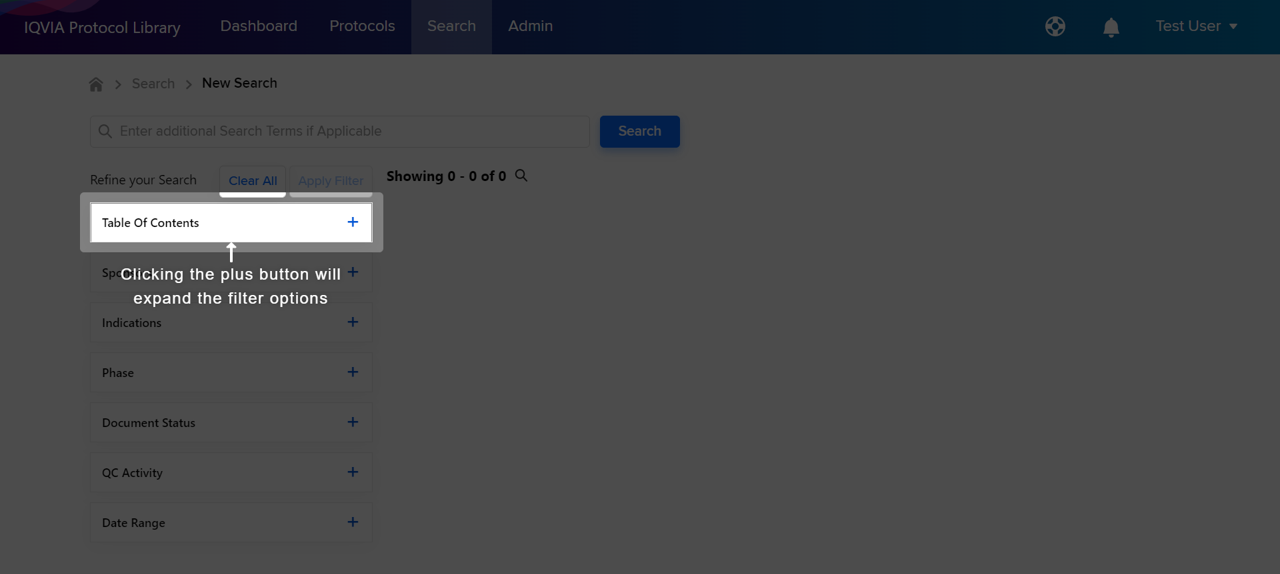 IQVIA Protocol Library
Dashboard
Protocols
Search
Admin
Test User
Search
New Search
Enter additional Search Terms if Applicable
Search
Refine your Search
Clear All
Apply Filter
Showing 0 - 0 of 0
Table Of Contents
Clicking the plus button will
expand the filter options
Indications
Phase
Document Status
QC Activity
Date Range